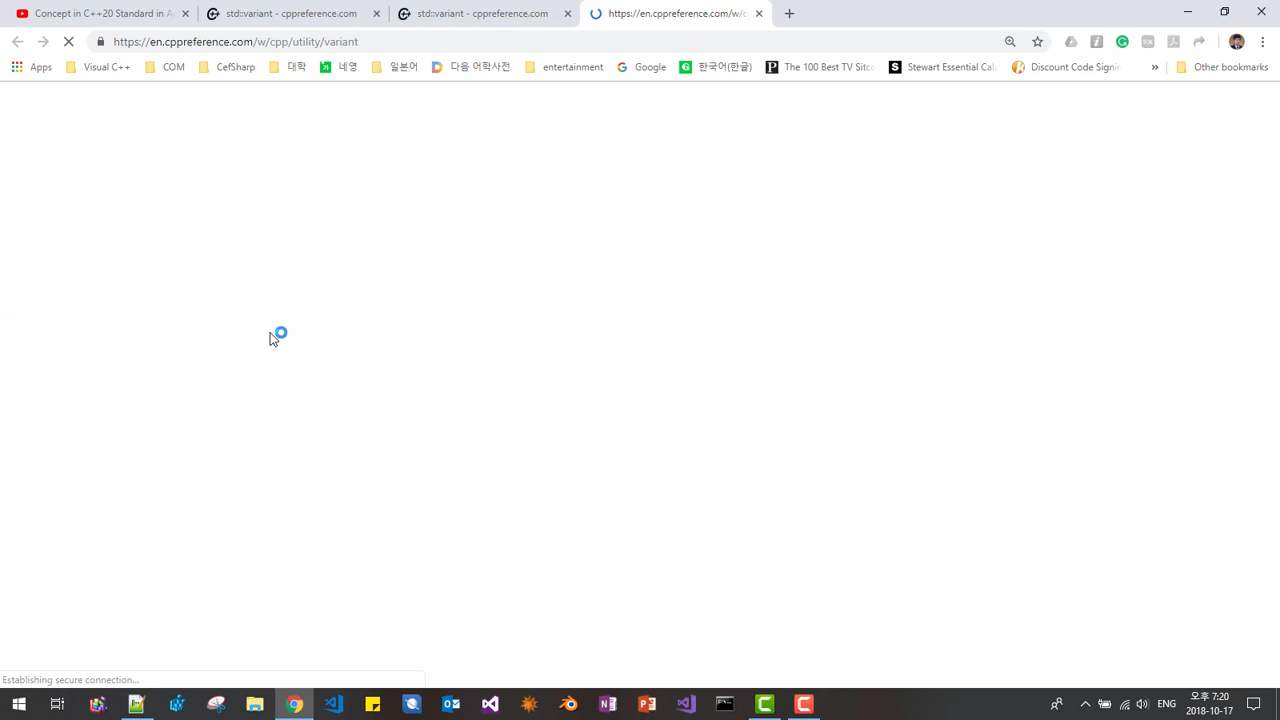 Concept in C++20 Standard in A
std::variant - cppreference.com
std::variant - cppreference.com
https://en.cppreference.com/w/c
https://en.cppreference.com/w/cpp/utility/variant
Apps
Visual C++
COM
CefSharp
대학
네영
일본어
다음 어학사전
entertainment
Google
한국어(한글)
The 100 Best TV Sitc
Stewart Essential Calc
Discount Code Signin
»
Other bookmarks
Establishing secure connection...
ENG
오후 7:20
2018-10-17